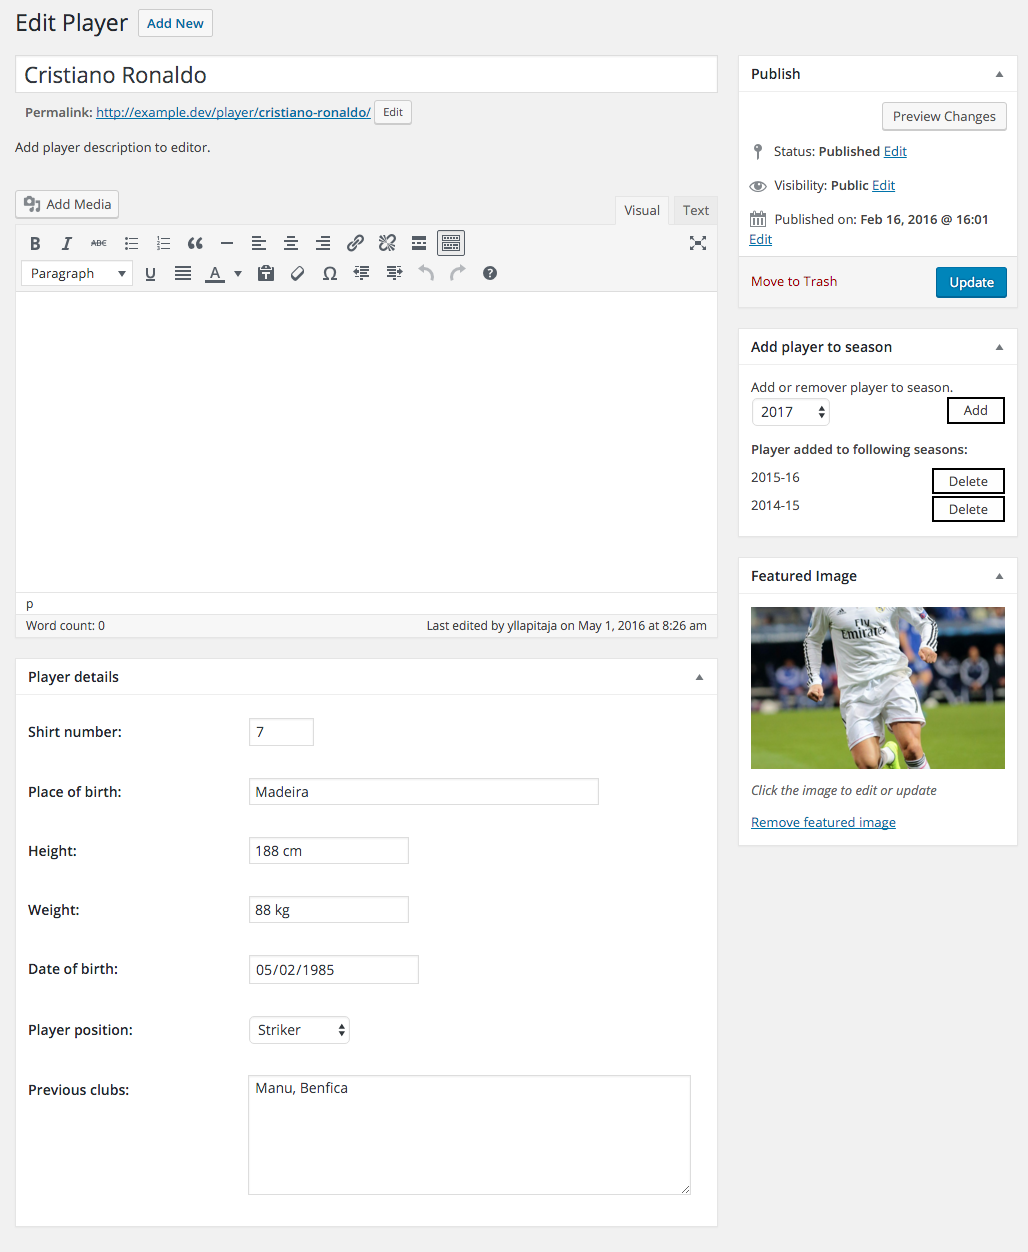 Edit Player Add New
Cristiano Ronaldo
Permalink: http://example.dev/player/cristiano-ronaldo/ Edit
Add player description to editor.
Add Media
Visual Text
B I ABC
Paragraph U A Ω ?
p
Word count: 0 Last edited by yllapitaja on May 1, 2016 at 8:26 am
Player details
Shirt number: 7
Place of birth: Madeira
Height: 188 cm
Weight: 88 kg
Date of birth: 05/02/1985
Player position: Striker
Previous clubs: Manu, Benfica
Publish
Preview Changes
Status: Published Edit
Visibility: Public Edit
Published on: Feb 16, 2016 @ 16:01
Edit
Move to Trash Update
Add player to season
Add or remover player to season.
2017 Add
Player added to following seasons:
2015-16 Delete
2014-15 Delete
Featured Image
Fly
Emirates
7
Click the image to edit or update
Remove featured image